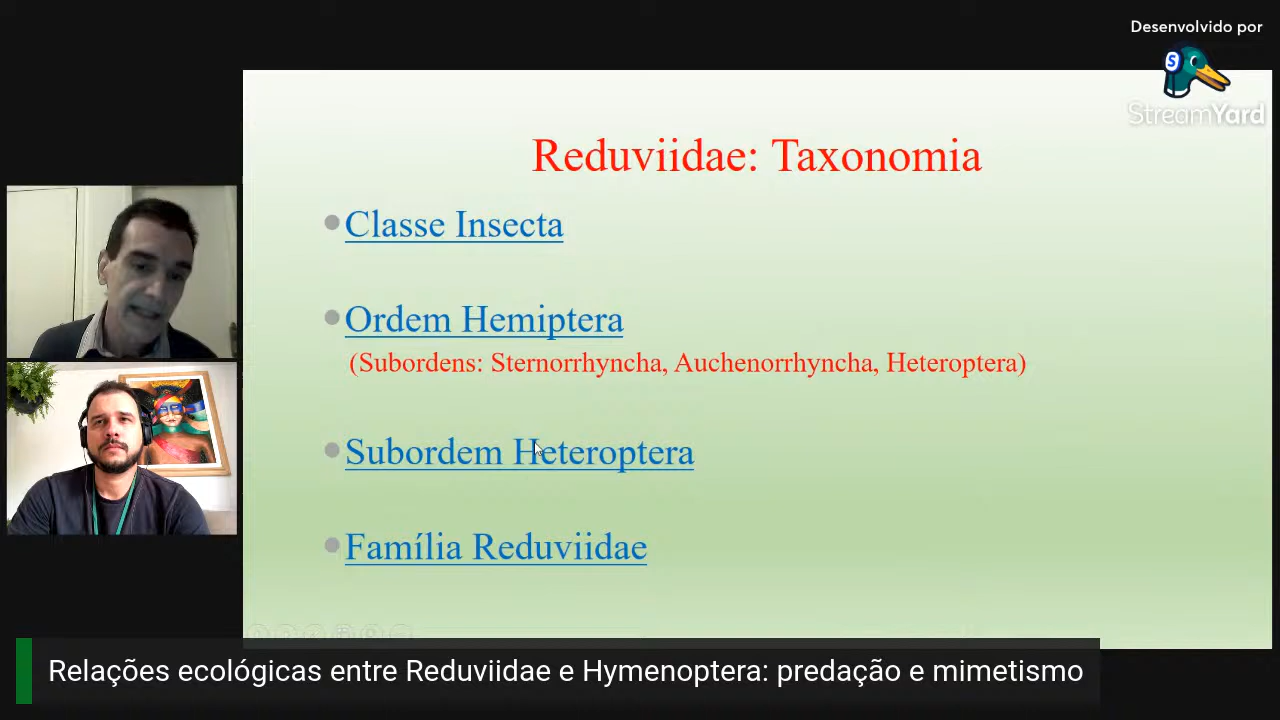 Desenvolvido por
StreamYard
Reduviidae: Taxonomia
Classe Insecta
Ordem Hemiptera
(Subordens: Sternorrhyncha, Auchenorrhyncha, Heteroptera)
Subordem Heteroptera
Família Reduviidae
Relações ecológicas entre Reduviidae e Hymenoptera: predação e mimetismo